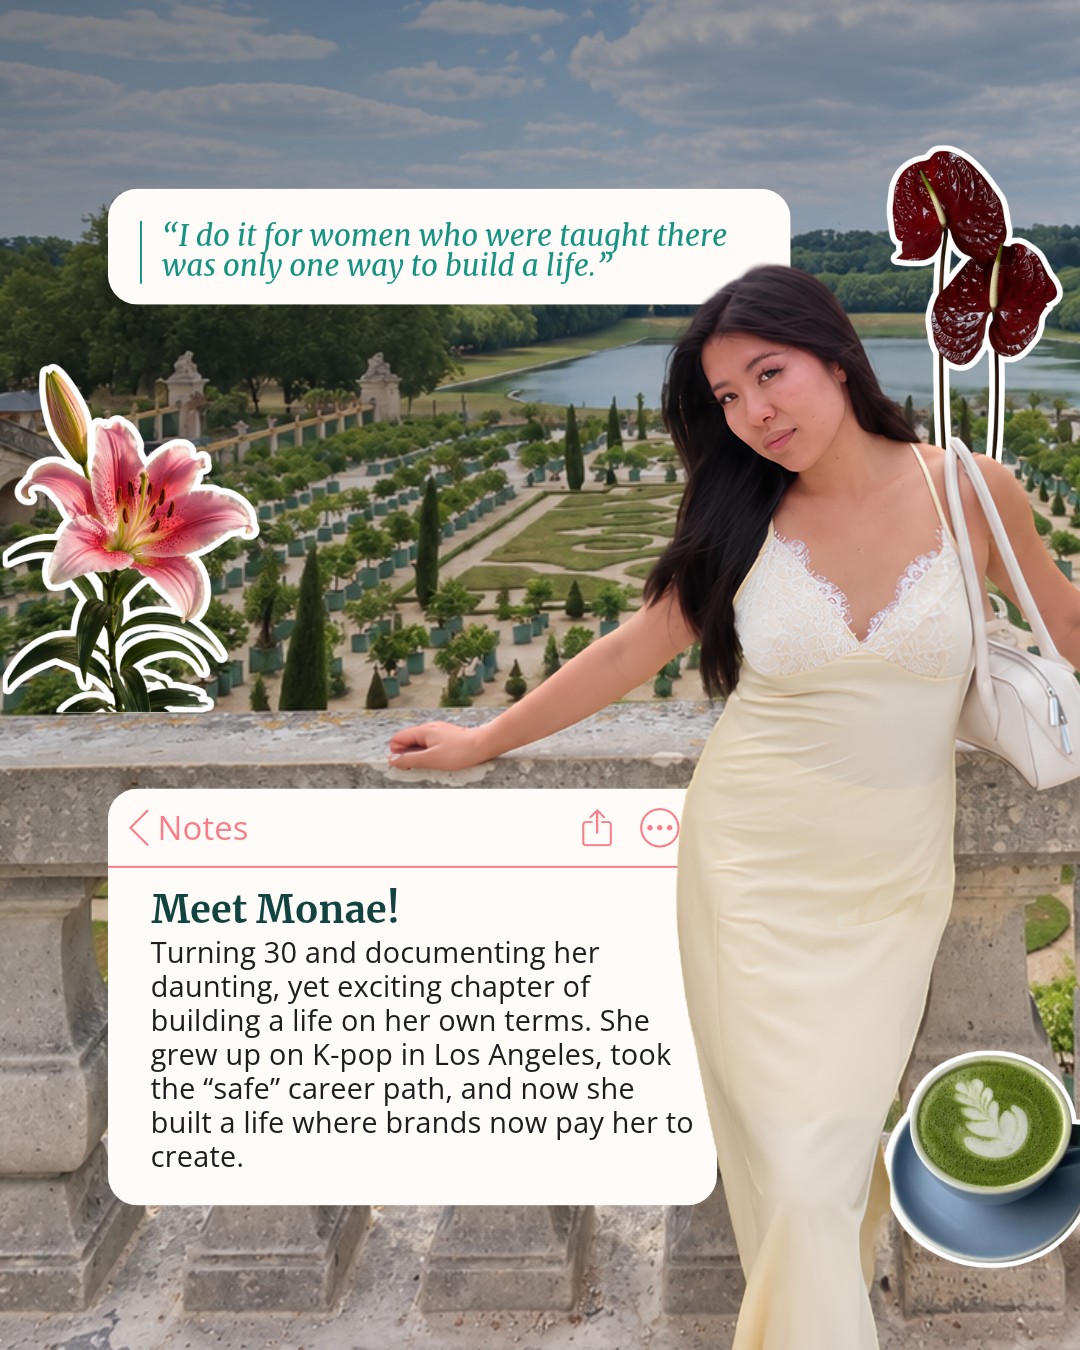 “I do it for women who were taught there
was only one way to build a life.”
Notes
Meet Monae!
Turning 30 and documenting her
daunting, yet exciting chapter of
building a life on her own terms. She
grew up on K-pop in Los Angeles, took
the “safe” career path, and now she
built a life where brands now pay her to
create.